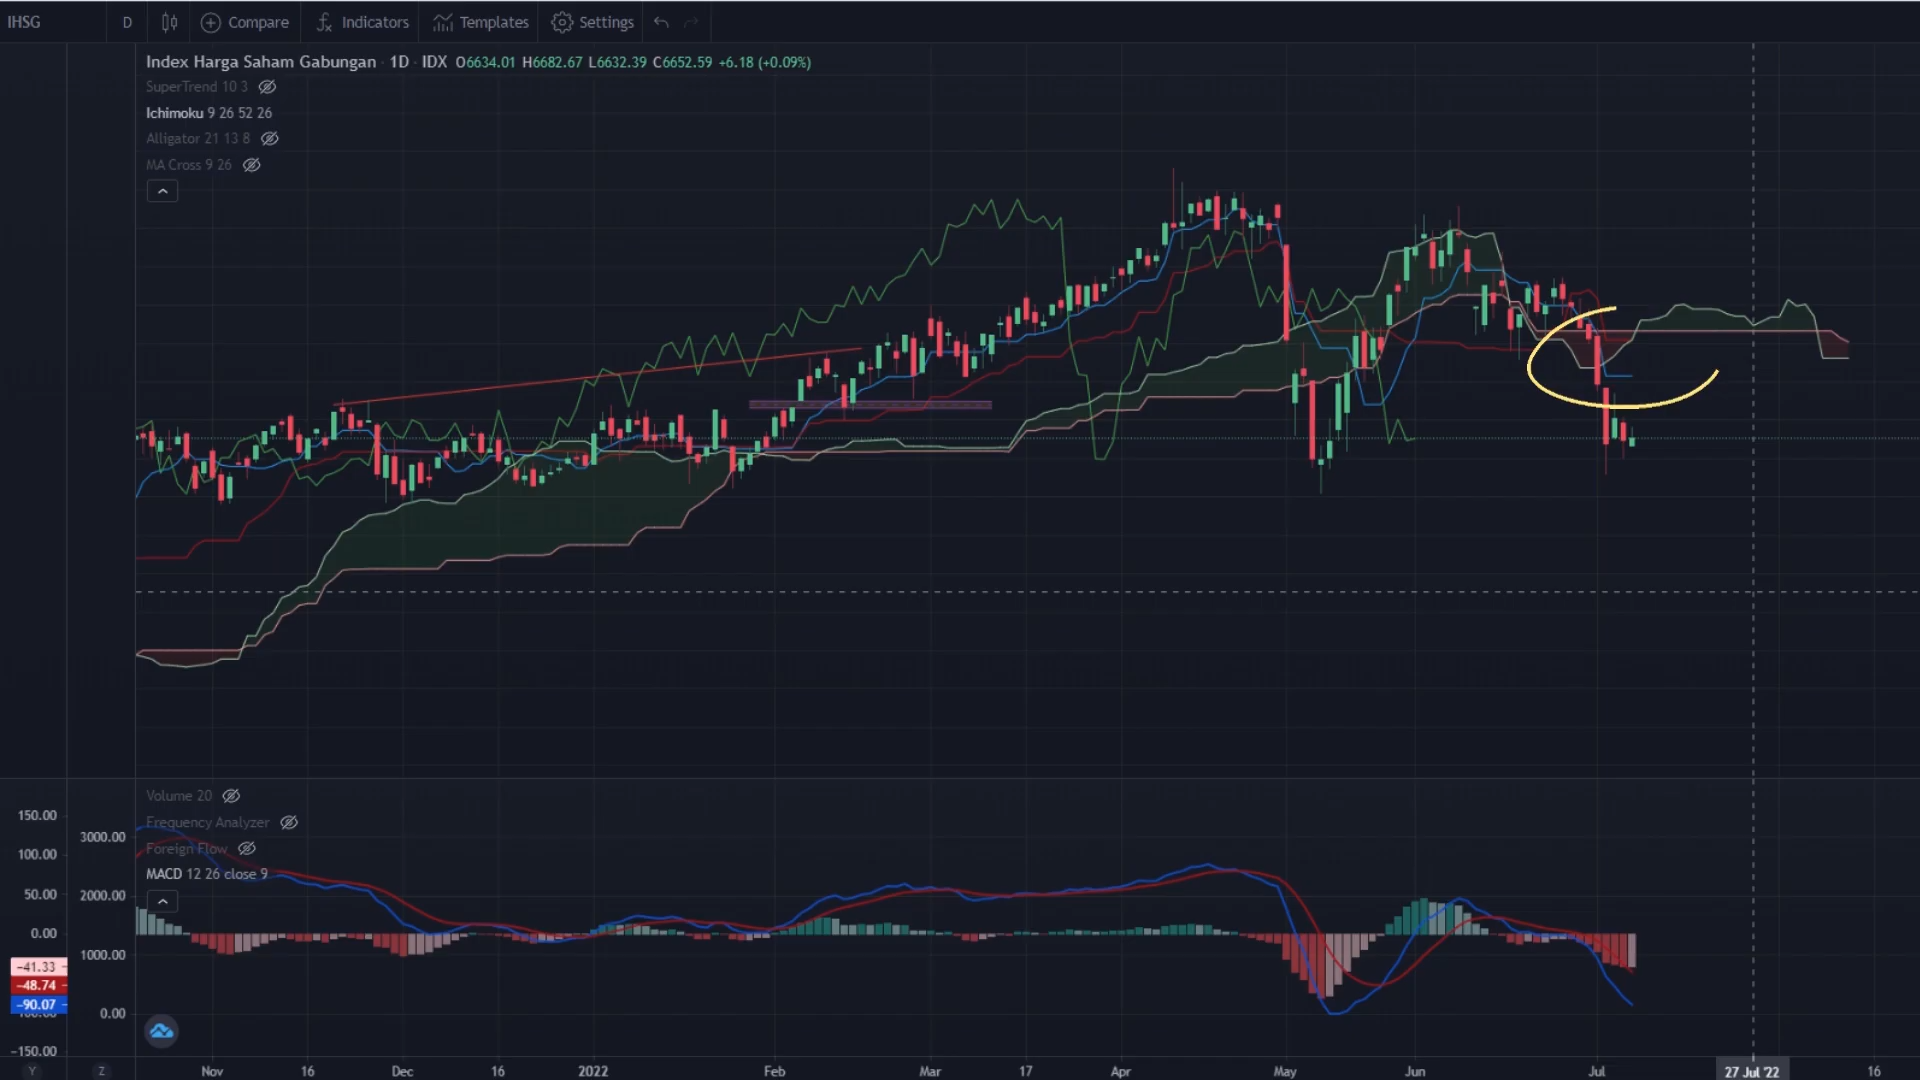 IHSG D Compare Indicators Templates Settings
Index Harga Saham Gabungan · 1D · IDX O6634.01 H6682.67 L6632.39 C6652.59 +6.18 (+0.09%)
SuperTrend 10 3
Ichimoku 9 26 52 26
Alligator 21 13 8
MA Cross 9 26
Volume 20
Frequency Analyzer
Foreign Flow
MACD 12 26 close 9
150.00
100.00
50.00
0.00
-41.33
-48.74
-90.07
-150.00
3000.00
2000.00
1000.00
0.00
Y Z Nov 16 Dec 16 2022 Feb Mar 17 Apr May Jun Jul 27 Jul '22 16